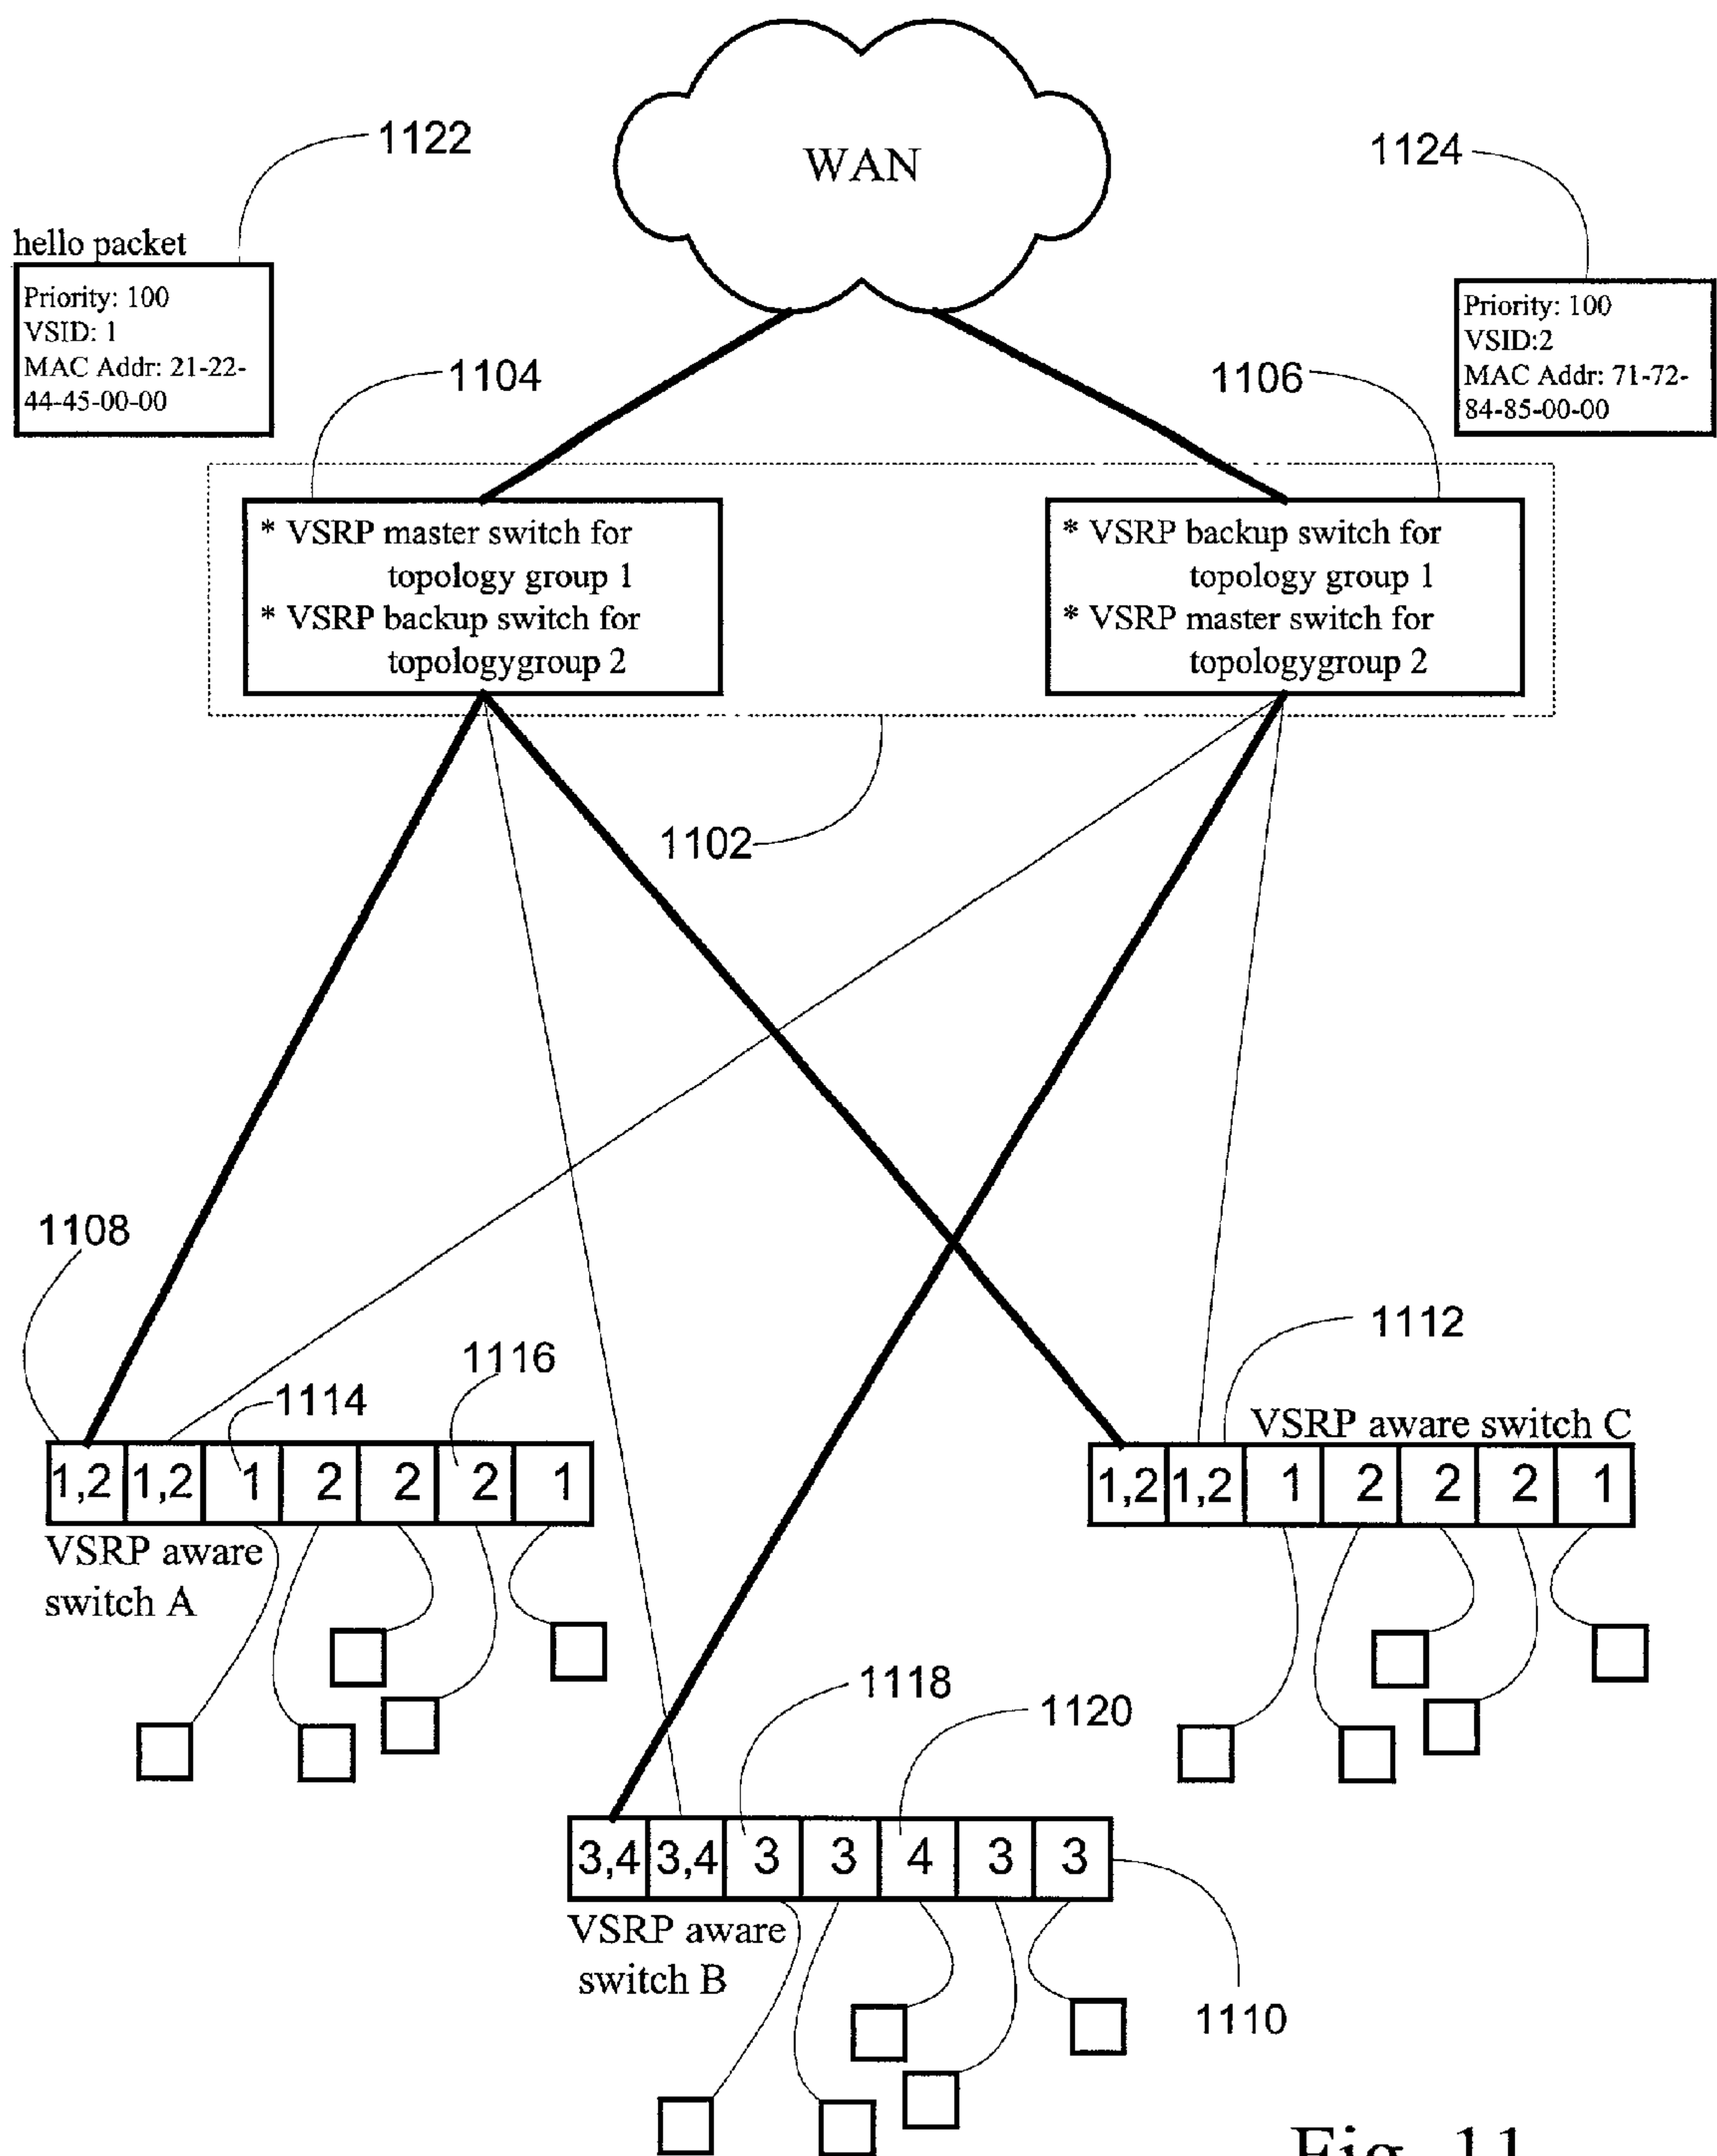 WAN
1122
1124
hello packet
Priority: 100
VSID: 1
MAC Addr: 21-22-
44-45-00-00
Priority: 100
VSID:2
MAC Addr: 71-72-
84-85-00-00
1104
1106
* VSRP master switch for
topology group 1
* VSRP backup switch for
topologygroup 2
* VSRP backup switch for
topology group 1
* VSRP master switch for
topologygroup 2
1102
1108
1116
1114
1112
VSRP aware switch C
1,2 1,2 1 2 2 2 1
VSRP aware
switch A
1,2 1,2 1 2 2 2 1
1118
1120
3,4 3,4 3 3 4 3 3
VSRP aware
switch B
1110
Fig. 11